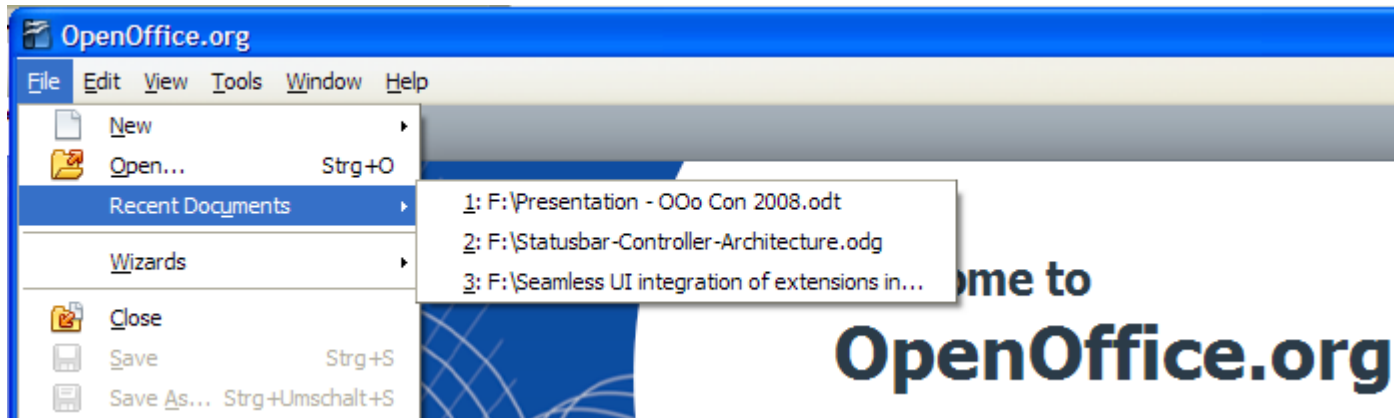 OpenOffice.org
File Edit View Tools Window Help
New
Open... Strg+O
Recent Documents
1: F:\Presentation - OOo Con 2008.odt
2: F:\Statusbar-Controller-Architecture.odg
3: F:\Seamless UI integration of extensions in...
Wizards
Close
Save Strg+S
Save As... Strg+Umschalt+S
ome to
OpenOffice.org